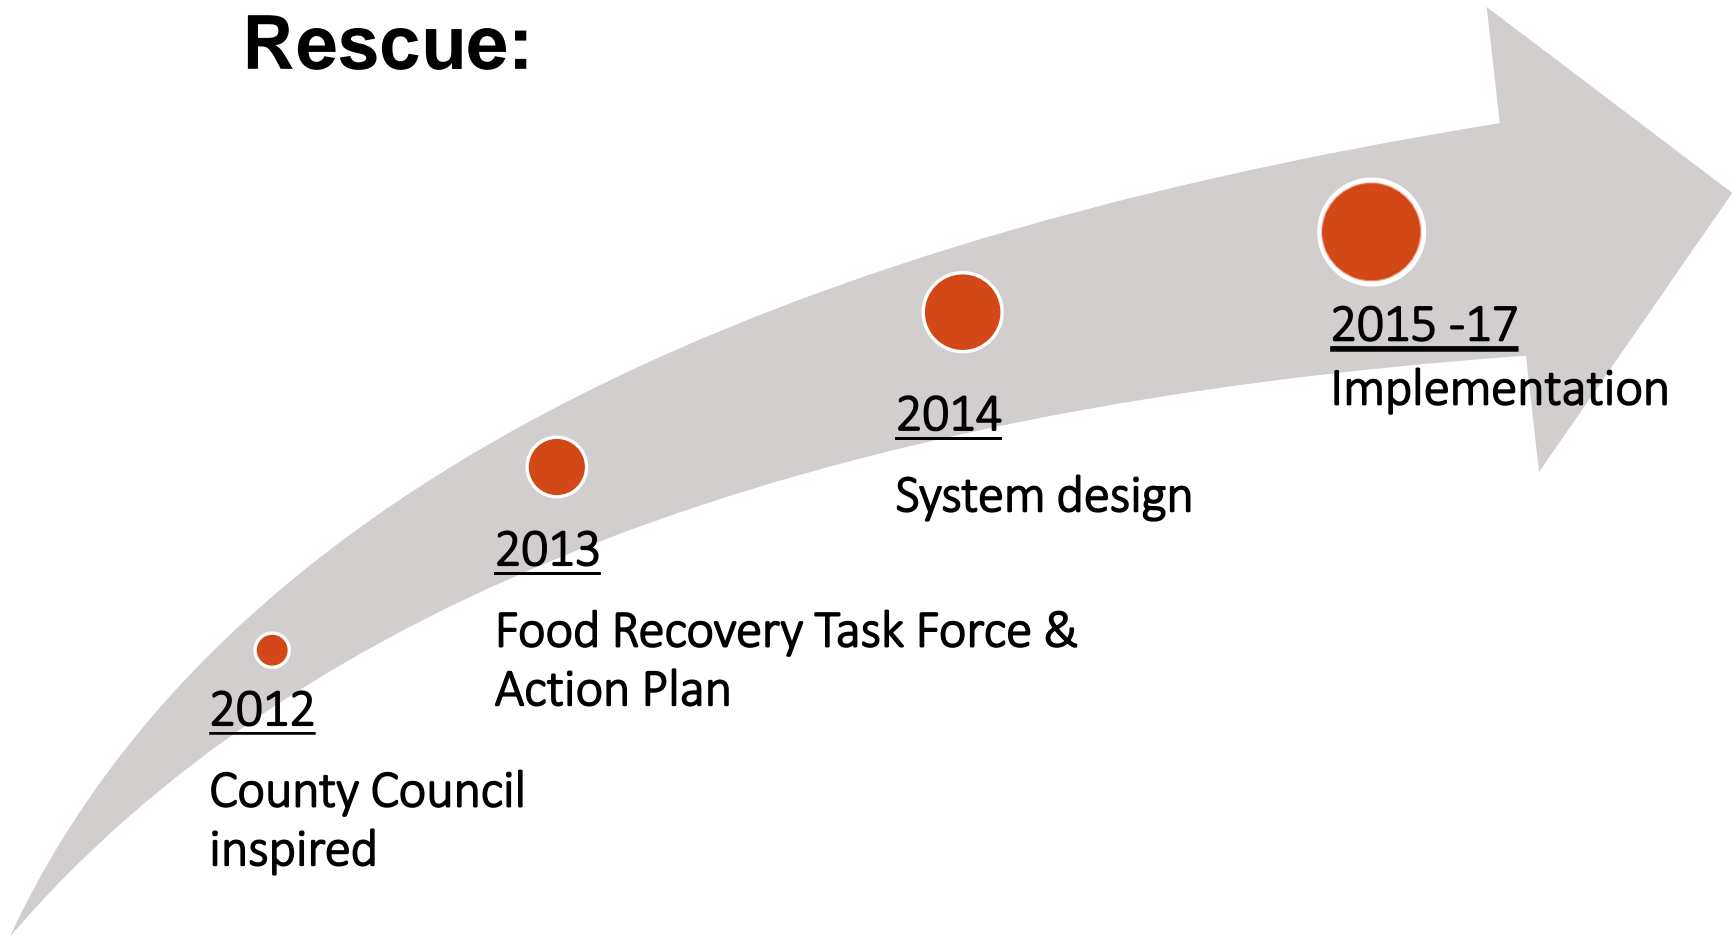 Rescue:
2012
County Council
inspired
2013
Food Recovery Task Force &
Action Plan
2014
System design
2015 -17
Implementation